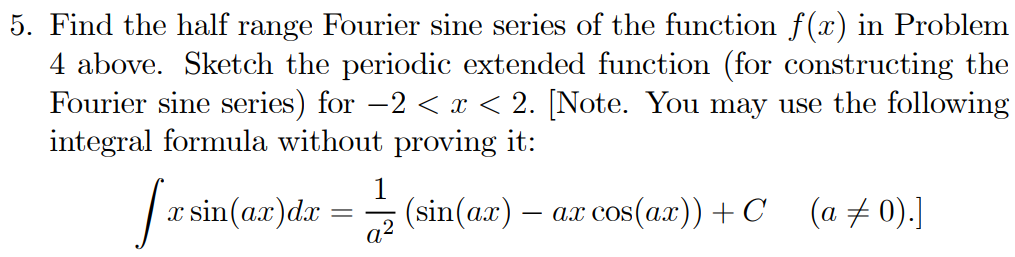 5. Find the half range Fourier sine series of the function f(x) in Problem
4 above. Sketch the periodic extended function (for constructing the
Fourier sine series) for −2 < x < 2. [Note. You may use the following
integral formula without proving it:
∫ x sin(ax)dx = 1/a² (sin(ax) − ax cos(ax)) + C (a ≠ 0).]